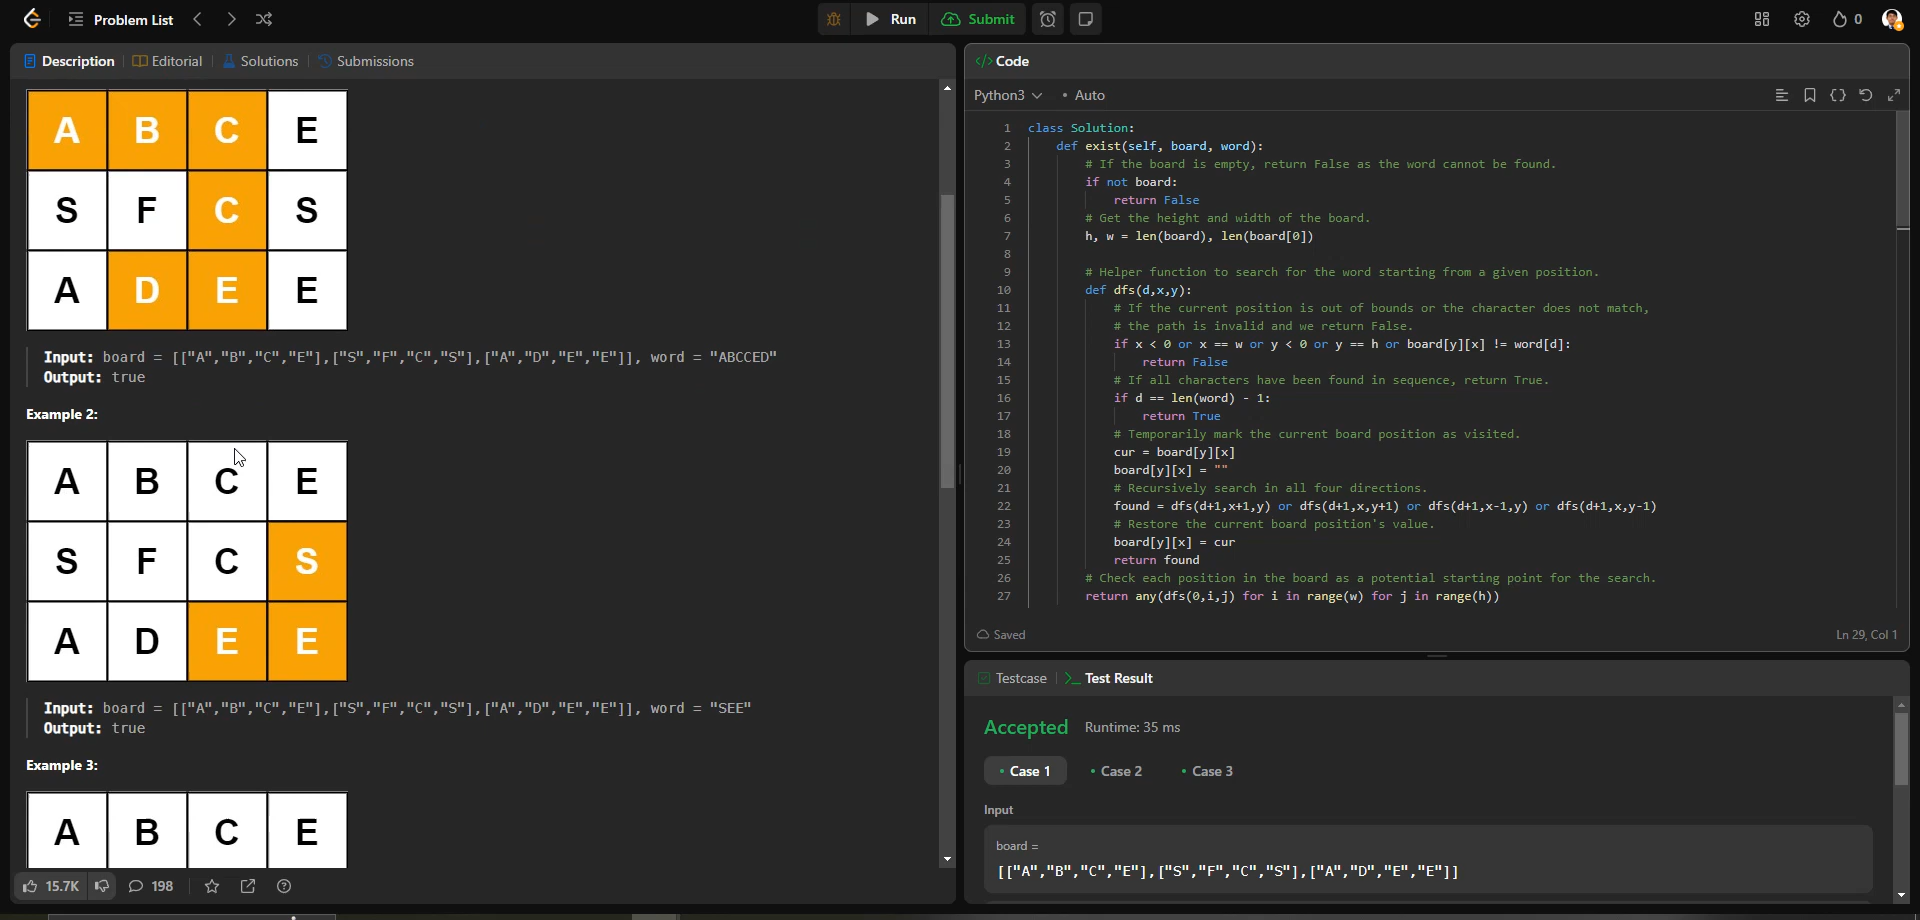 Problem List
Run
Submit
0
Description
Editorial
Solutions
Submissions
A B C E
S F C S
A D E E
Input: board = [["A","B","C","E"],["S","F","C","S"],["A","D","E","E"]], word = "ABCCED"
Output: true
Example 2:
A B C E
S F C S
A D E E
Input: board = [["A","B","C","E"],["S","F","C","S"],["A","D","E","E"]], word = "SEE"
Output: true
Example 3:
A B C E
15.7K
198
</> Code
Python3
• Auto
1 class Solution:
2 def exist(self, board, word):
3 # If the board is empty, return False as the word cannot be found.
4 if not board:
5 return False
6 # Get the height and width of the board.
7 h, w = len(board), len(board[0])
8
9 # Helper function to search for the word starting from a given position.
10 def dfs(d,x,y):
11 # If the current position is out of bounds or the character does not match,
12 # the path is invalid and we return False.
13 if x < 0 or x == w or y < 0 or y == h or board[y][x] != word[d]:
14 return False
15 # If all characters have been found in sequence, return True.
16 if d == len(word) - 1:
17 return True
18 # Temporarily mark the current board position as visited.
19 cur = board[y][x]
20 board[y][x] = ""
21 # Recursively search in all four directions.
22 found = dfs(d+1,x+1,y) or dfs(d+1,x,y+1) or dfs(d+1,x-1,y) or dfs(d+1,x,y-1)
23 # Restore the current board position's value.
24 board[y][x] = cur
25 return found
26 # Check each position in the board as a potential starting point for the search.
27 return any(dfs(0,i,j) for i in range(w) for j in range(h))
Saved
Ln 29, Col 1
Testcase
>_ Test Result
Accepted
Runtime: 35 ms
• Case 1
• Case 2
• Case 3
Input
board =
[["A","B","C","E"],["S","F","C","S"],["A","D","E","E"]]